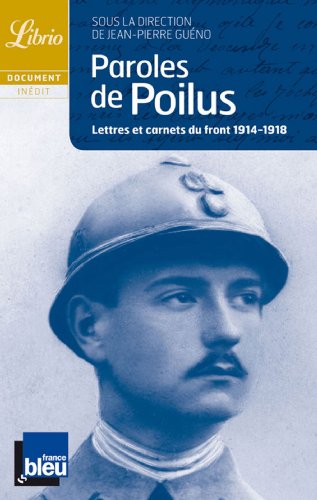 Librio
DOCUMENT
INÉDIT
SOUS LA DIRECTION
DE JEAN-PIERRE GUÉNO
Paroles
de Poilus
Lettres et carnets du front 1914-1918
france
bleu